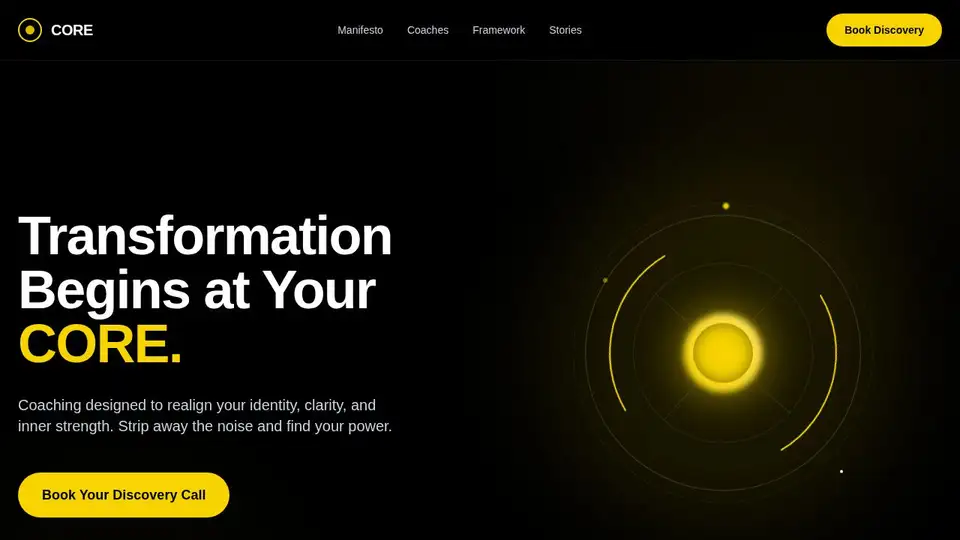 CORE
Manifesto
Coaches
Framework
Stories
Book Discovery
Transformation
Begins at Your
CORE.
Coaching designed to realign your identity, clarity, and
inner strength. Strip away the noise and find your power.
Book Your Discovery Call